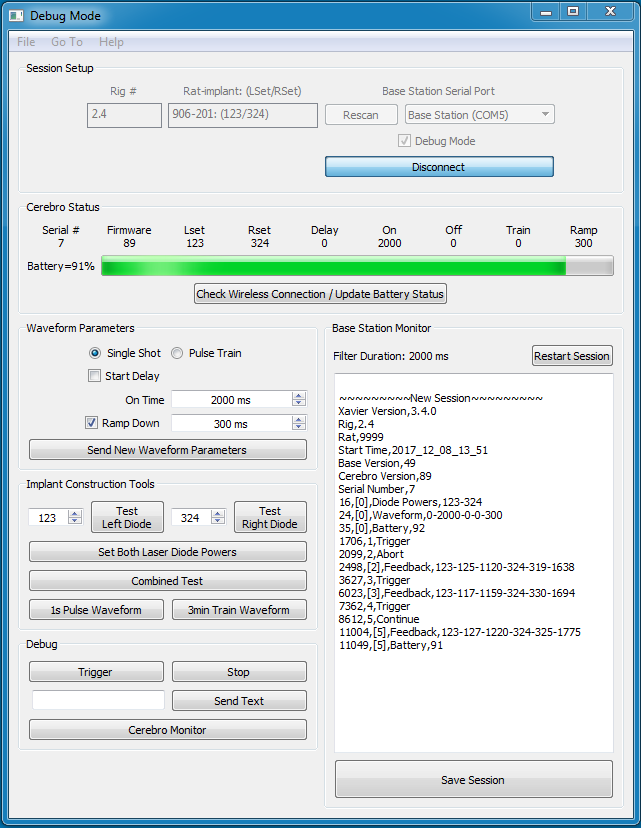 Debug Mode
File Go To Help
Session Setup
Rig # Rat-implant: (LSet/RSet) Base Station Serial Port
2.4 906-201: (123/324) Rescan Base Station (COM5)
Debug Mode
Disconnect
Cerebro Status
Serial # Firmware Lset Rset Delay On Off Train Ramp
7 89 123 324 0 2000 0 0 300
Battery=91%
Check Wireless Connection / Update Battery Status
Waveform Parameters
Single Shot Pulse Train
Start Delay
On Time 2000 ms
Ramp Down 300 ms
Send New Waveform Parameters
Implant Construction Tools
123 Test Left Diode 324 Test Right Diode
Set Both Laser Diode Powers
Combined Test
1s Pulse Waveform 3min Train Waveform
Debug
Trigger Stop
Send Text
Cerebro Monitor
Base Station Monitor
Filter Duration: 2000 ms Restart Session
~~~~~~~~~New Session~~~~~~~~~
Xavier Version,3.4.0
Rig,2.4
Rat,9999
Start Time,2017_12_08_13_51
Base Version,49
Cerebro Version,89
Serial Number,7
16,[0],Diode Powers,123-324
24,[0],Waveform,0-2000-0-0-300
35,[0],Battery,92
1706,1,Trigger
2099,2,Abort
2498,[2],Feedback,123-125-1120-324-319-1638
3627,3,Trigger
6023,[3],Feedback,123-117-1159-324-330-1694
7362,4,Trigger
8612,5,Continue
11004,[5],Feedback,123-127-1220-324-325-1775
11049,[5],Battery,91
Save Session